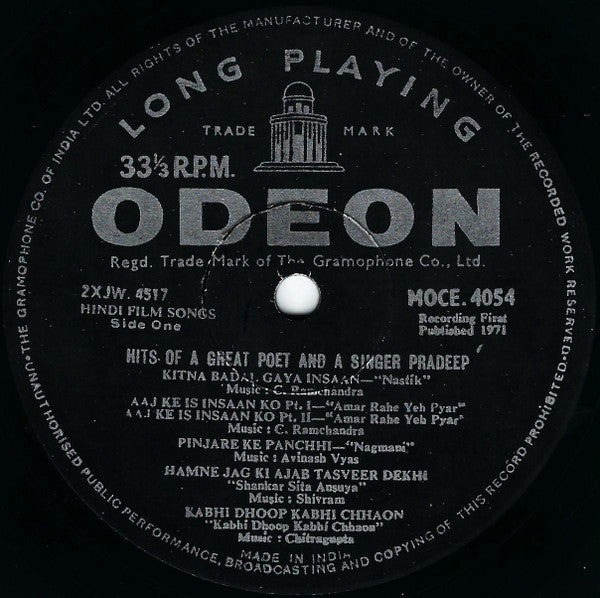 THE GRAMOPHONE CO. OF INDIA LTD. ALL RIGHTS OF THE MANUFACTURER AND OF THE OWNER OF THE RECORDED WORK RESERVED
LONG PLAYING
TRADE MARK
33⅓ R.P.M.
ODEON
Regd. Trade Mark of The Gramophone Co., Ltd.
2XJW. 4517
HINDI FILM SONGS
Side One
MOCE. 4054
Recording First
Published 1971
HITS OF A GREAT POET AND A SINGER PRADEEP
KITNA BADAL GAYA INSAAN—"Nastik"
Music : C. Ramchandra
AAJ KE IS INSAAN KO Pt. I—"Amar Rahe Yeh Pyar"
AAJ KE IS INSAAN KO Pt. II—"Amar Rahe Yeh Pyar"
Music : C. Ramchandra
PINJARE KE PANCHHI—"Nagmani"
Music : Avinash Vyas
HAMNE JAG KI AJAB TASVEER DEKHI
"Shankar Sita Ansuya"
Music : Shivram
KABHI DHOOP KABHI CHHAON
"Kabhi Dhoop Kabhi Chhaon"
Music : Chitragupta
MADE IN INDIA
UNAUTHORISED PUBLIC PERFORMANCE, BROADCASTING AND COPYING OF THIS RECORD PROHIBITED.